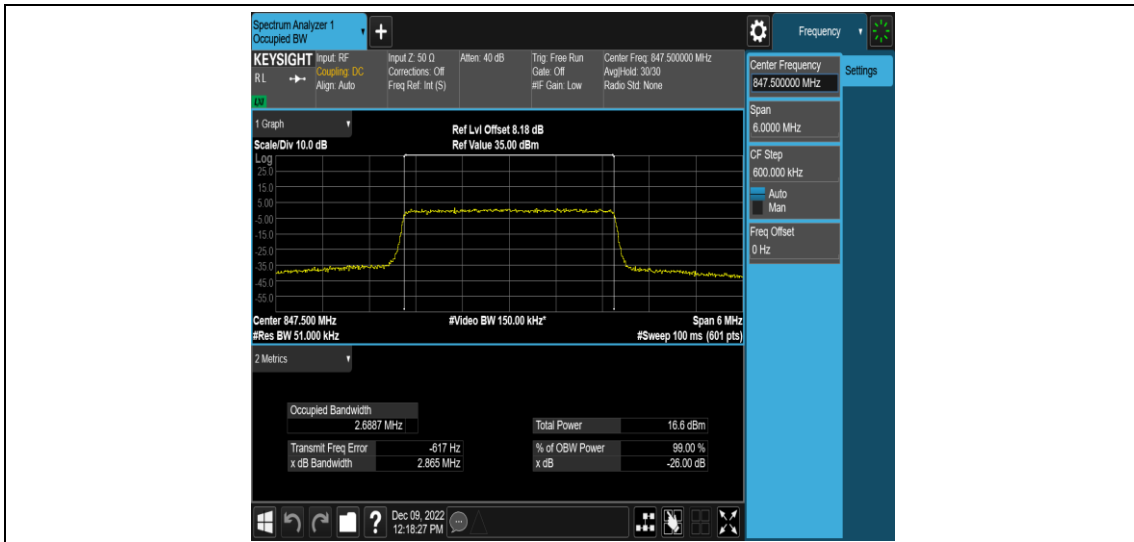 Spectrum Analyzer 1
Occupied BW
+
Frequency
KEYSIGHT
RL
LXI
Input: RF
Coupling: DC
Align: Auto
Input Z: 50 Ω
Corrections: Off
Freq Ref: Int (S)
Atten: 40 dB
Trig: Free Run
Gate: Off
#IF Gain: Low
Center Freq: 847.500000 MHz
Avg|Hold: 30/30
Radio Std: None
Center Frequency
847.500000 MHz
Settings
Span
6.0000 MHz
CF Step
600.000 kHz
Auto
Man
Freq Offset
0 Hz
1 Graph
Scale/Div 10.0 dB
Ref Lvl Offset 8.18 dB
Ref Value 35.00 dBm
Log
25.0
15.0
5.00
-5.00
-15.0
-25.0
-35.0
-45.0
-55.0
Center 847.500 MHz
#Video BW 150.00 kHz*
Span 6 MHz
#Res BW 51.000 kHz
#Sweep 100 ms (601 pts)
2 Metrics
Occupied Bandwidth
2.6887 MHz
Total Power 16.6 dBm
Transmit Freq Error -617 Hz
% of OBW Power 99.00 %
x dB Bandwidth 2.865 MHz
x dB -26.00 dB
?
Dec 09, 2022
12:18:27 PM